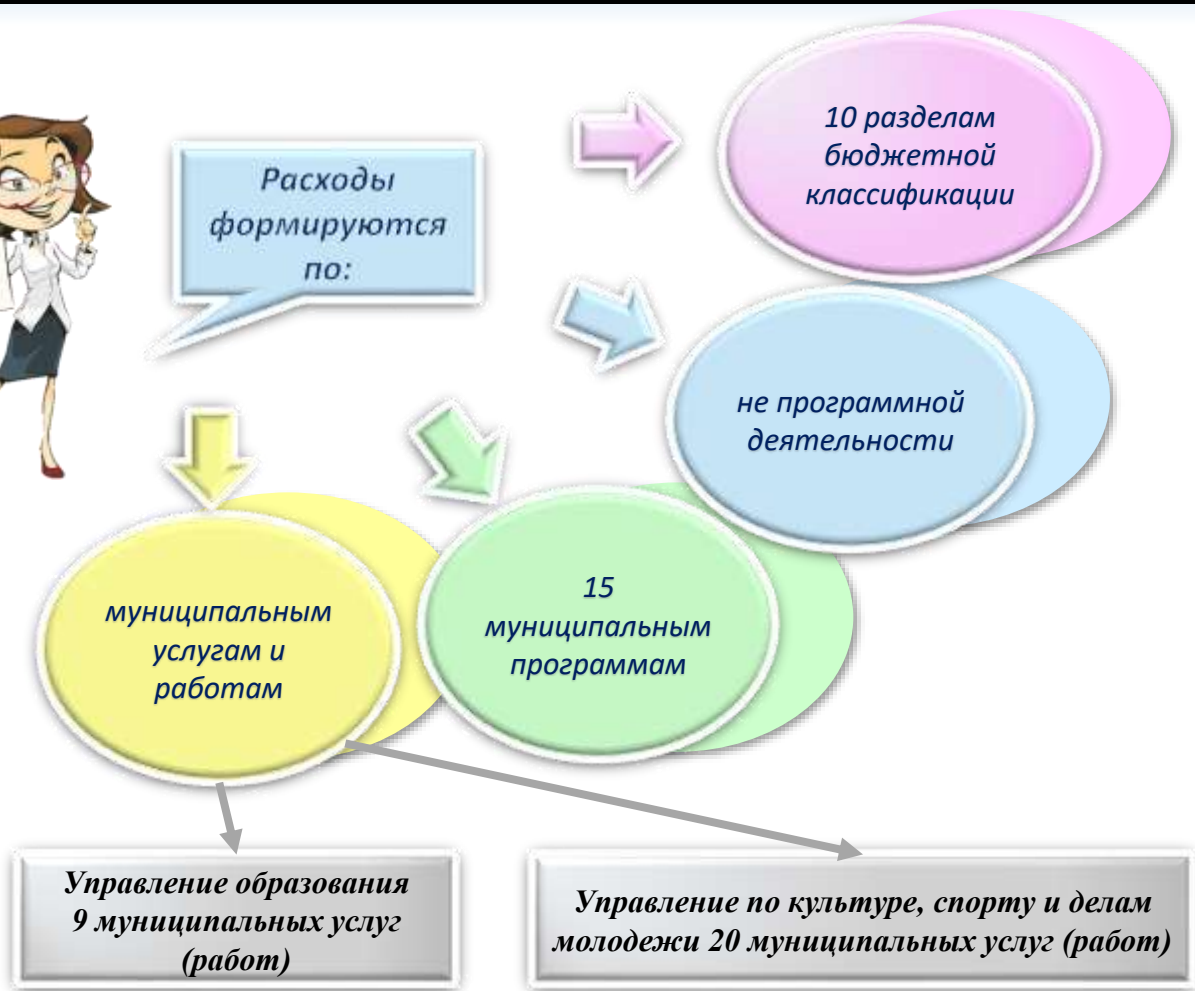 Расходы
формируются
по:
10 разделам
бюджетной
классификации
не программной
деятельности
15
муниципальным
программам
муниципальным
услугам и
работам
Управление образования
9 муниципальных услуг
(работ)
Управление по культуре, спорту и делам
молодежи 20 муниципальных услуг (работ)